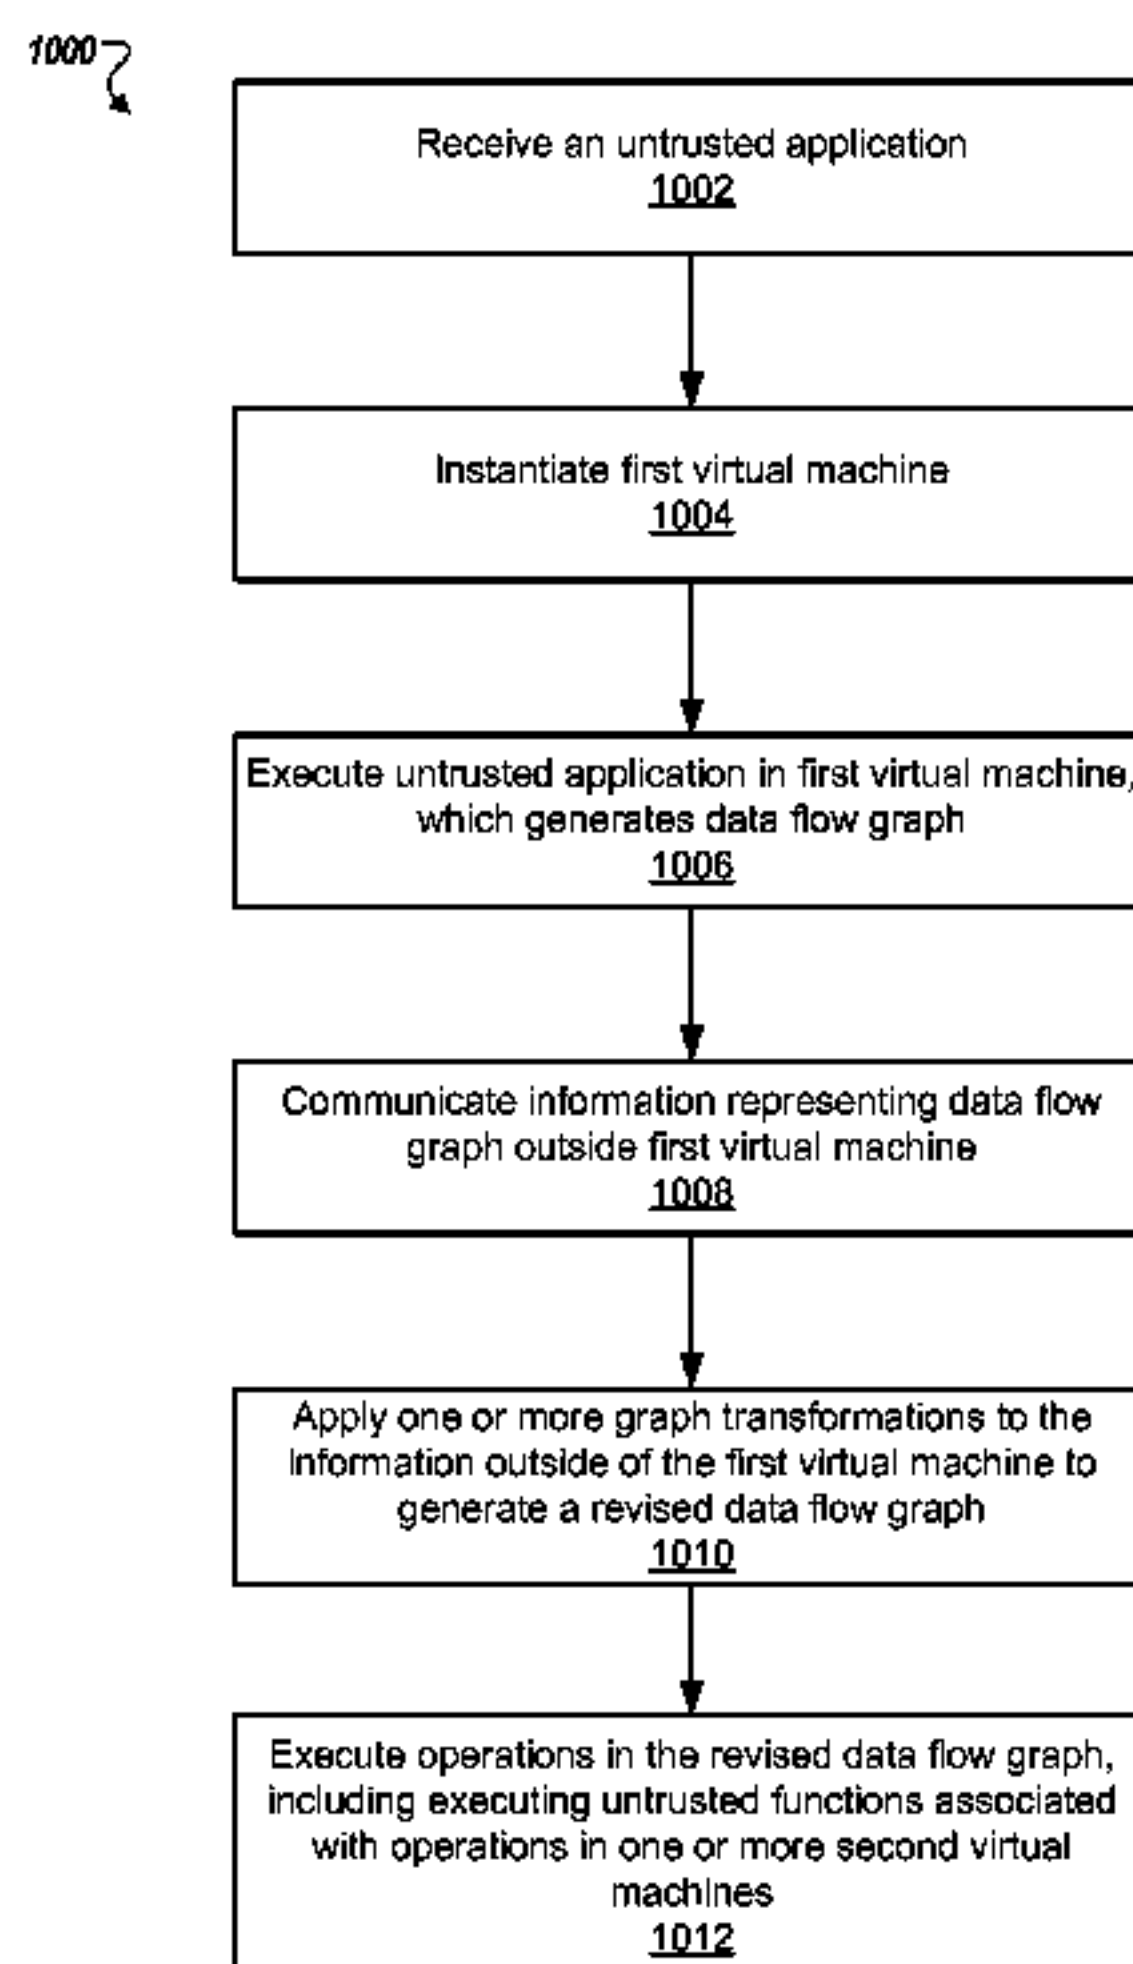 1000
Receive an untrusted application
1002
Instantiate first virtual machine
1004
Execute untrusted application in first virtual machine,
which generates data flow graph
1006
Communicate information representing data flow
graph outside first virtual machine
1008
Apply one or more graph transformations to the
Information outside of the first virtual machine to
generate a revised data flow graph
1010
Execute operations in the revised data flow graph,
including executing untrusted functions associated
with operations in one or more second virtual
machines
1012